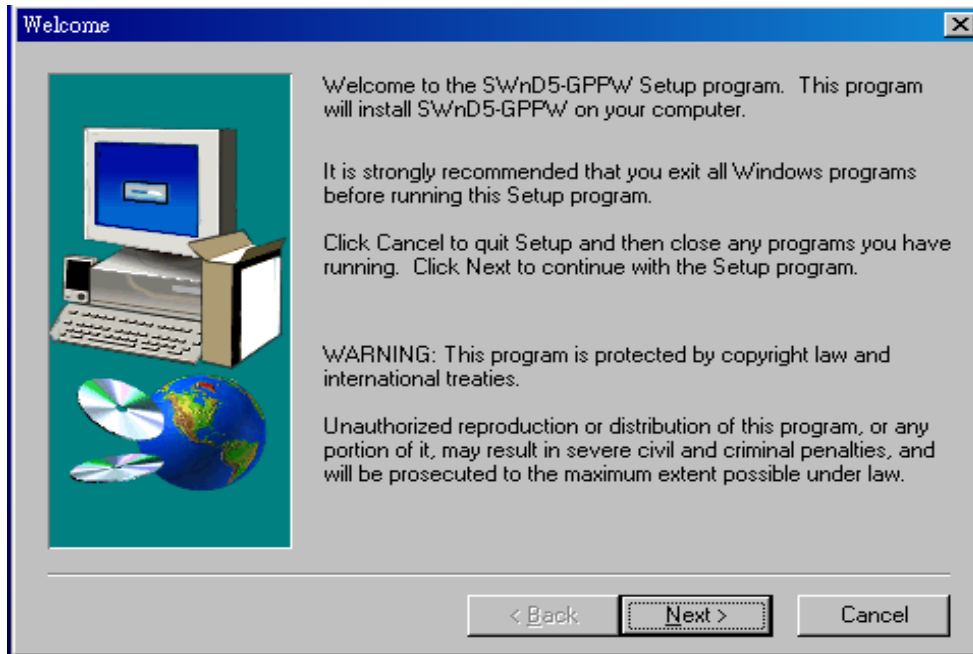 Welcome
Welcome to the SWnD5-GPPW Setup program. This program
will install SWnD5-GPPW on your computer.
It is strongly recommended that you exit all Windows programs
before running this Setup program.
Click Cancel to quit Setup and then close any programs you have
running. Click Next to continue with the Setup program.
WARNING: This program is protected by copyright law and
international treaties.
Unauthorized reproduction or distribution of this program, or any
portion of it, may result in severe civil and criminal penalties, and
will be prosecuted to the maximum extent possible under law.
< Back
Next >
Cancel